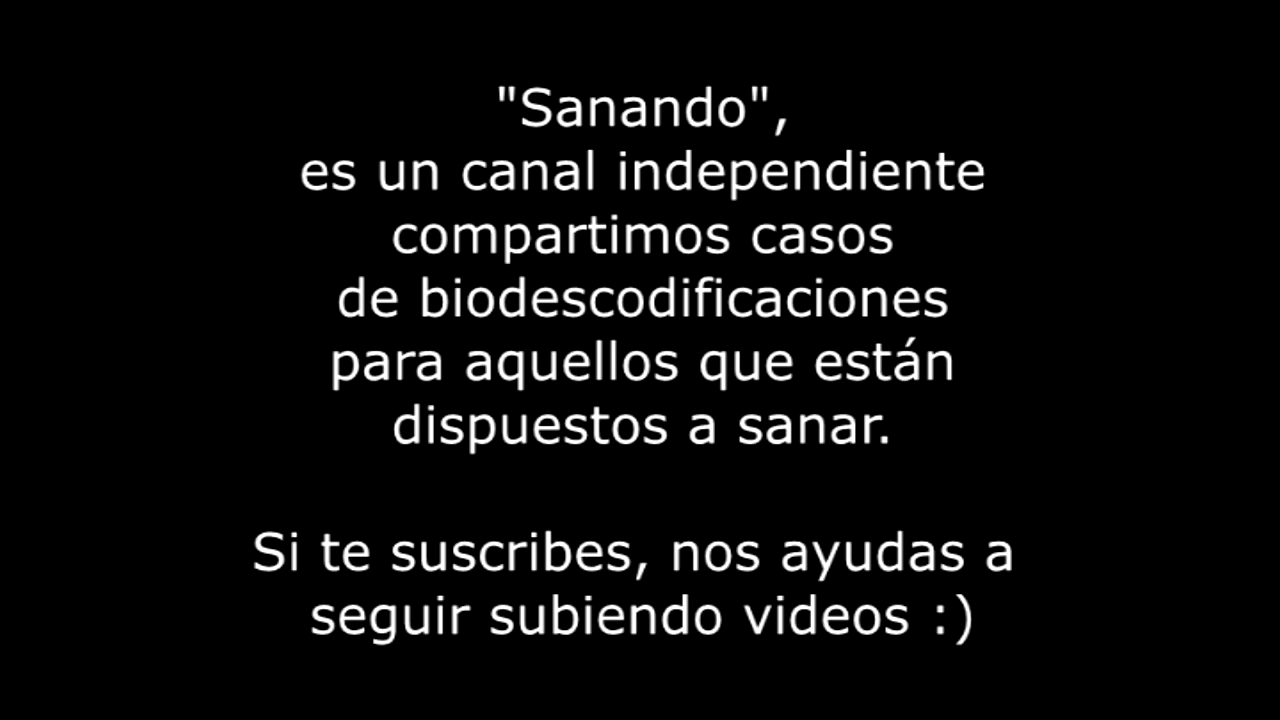 "Sanando",
es un canal independiente
compartimos casos
de biodescodificaciones
para aquellos que están
dispuestos a sanar.
Si te suscribes, nos ayudas a
seguir subiendo videos :)